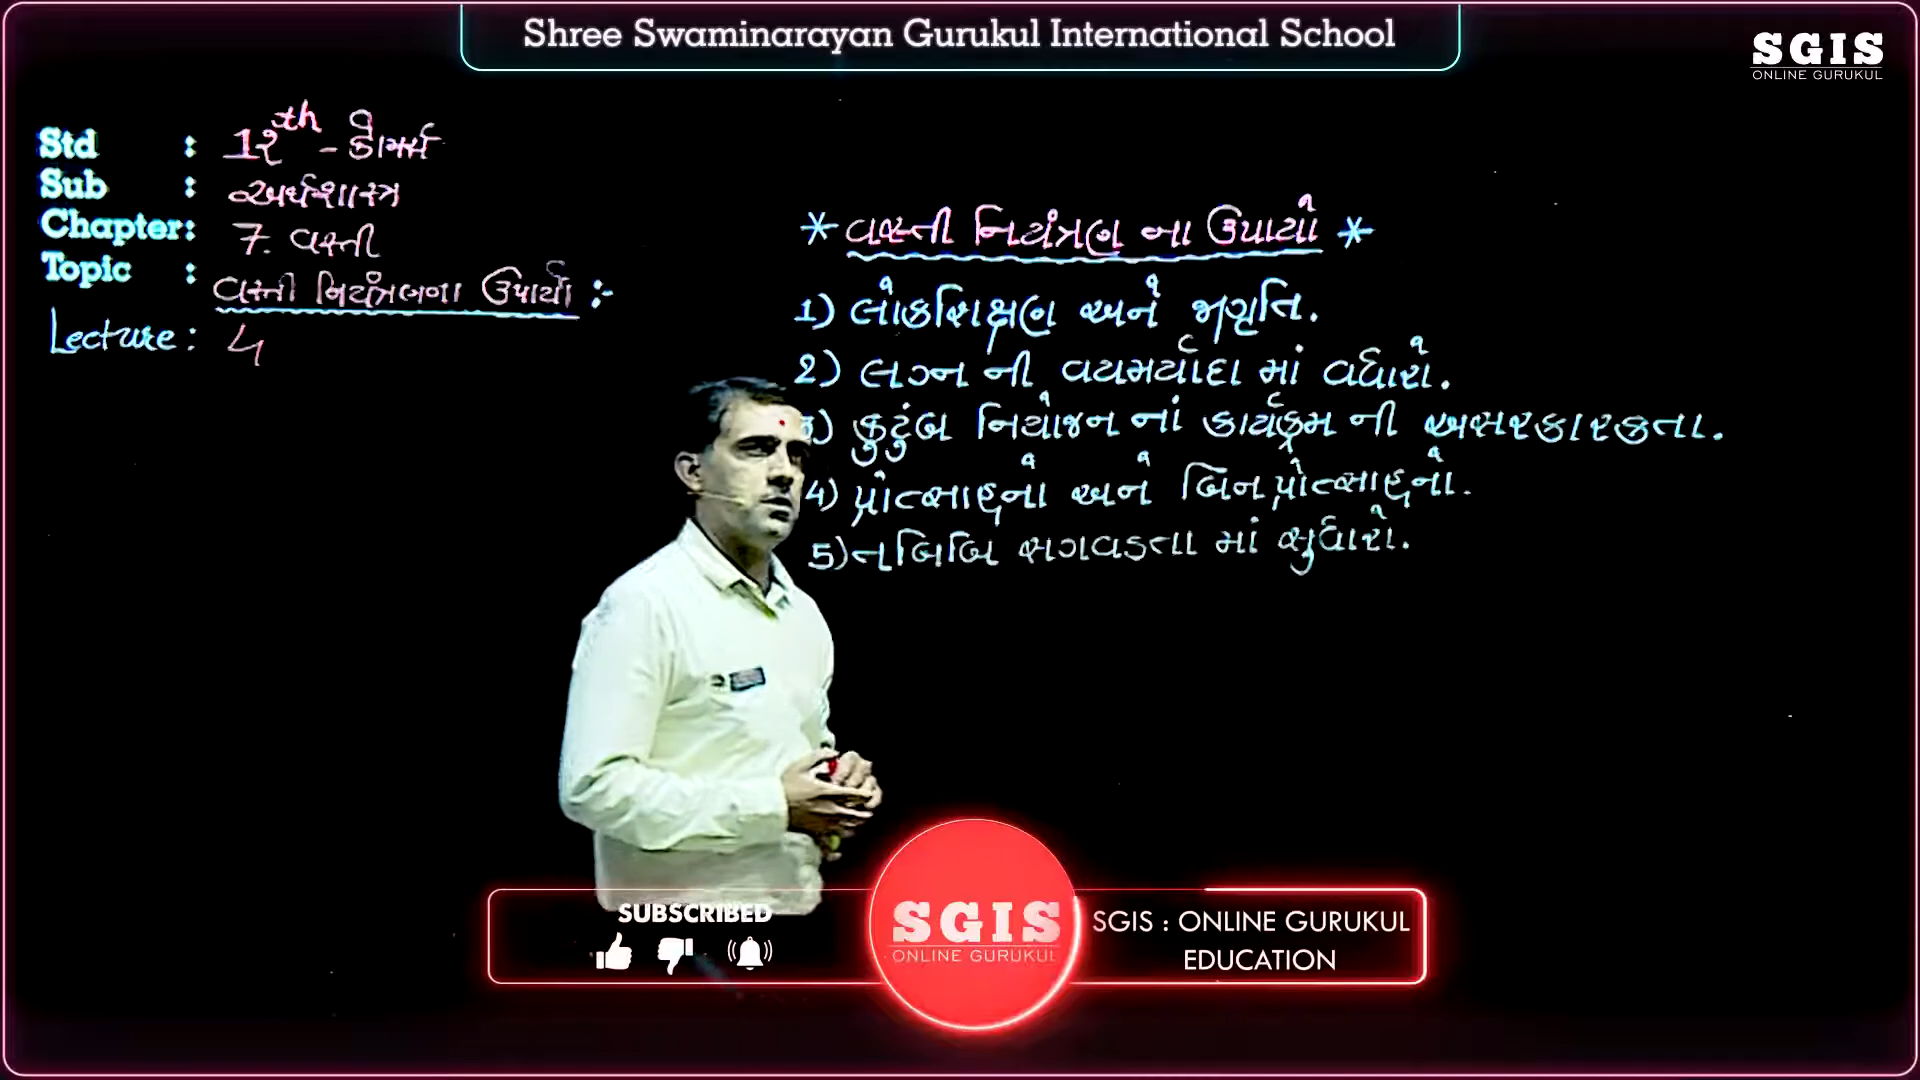 Shree Swaminarayan Gurukul International School
SGIS
ONLINE GURUKUL
Std : 12th - કોમર્સ
Sub : અર્થશાસ્ત્ર
Chapter: 7. વસ્તી
Topic : વસ્તી નિયંત્રણના ઉપાયો :-
Lecture: 4
* વસ્તી નિયંત્રણ ના ઉપાયો *
1) લોકશિક્ષણ અને જાગૃતિ.
2) લગ્ન ની વયમર્યાદા માં વધારો.
3) કુટુંબ નિયોજન નાં કાર્યક્રમ ની અસરકારકતા.
4) પ્રોત્સાહનો અને બિનપ્રોત્સાહનો.
5) તબિબિ સગવડતા માં સુધારો.
SUBSCRIBED
SGIS
ONLINE GURUKUL
SGIS : ONLINE GURUKUL
EDUCATION